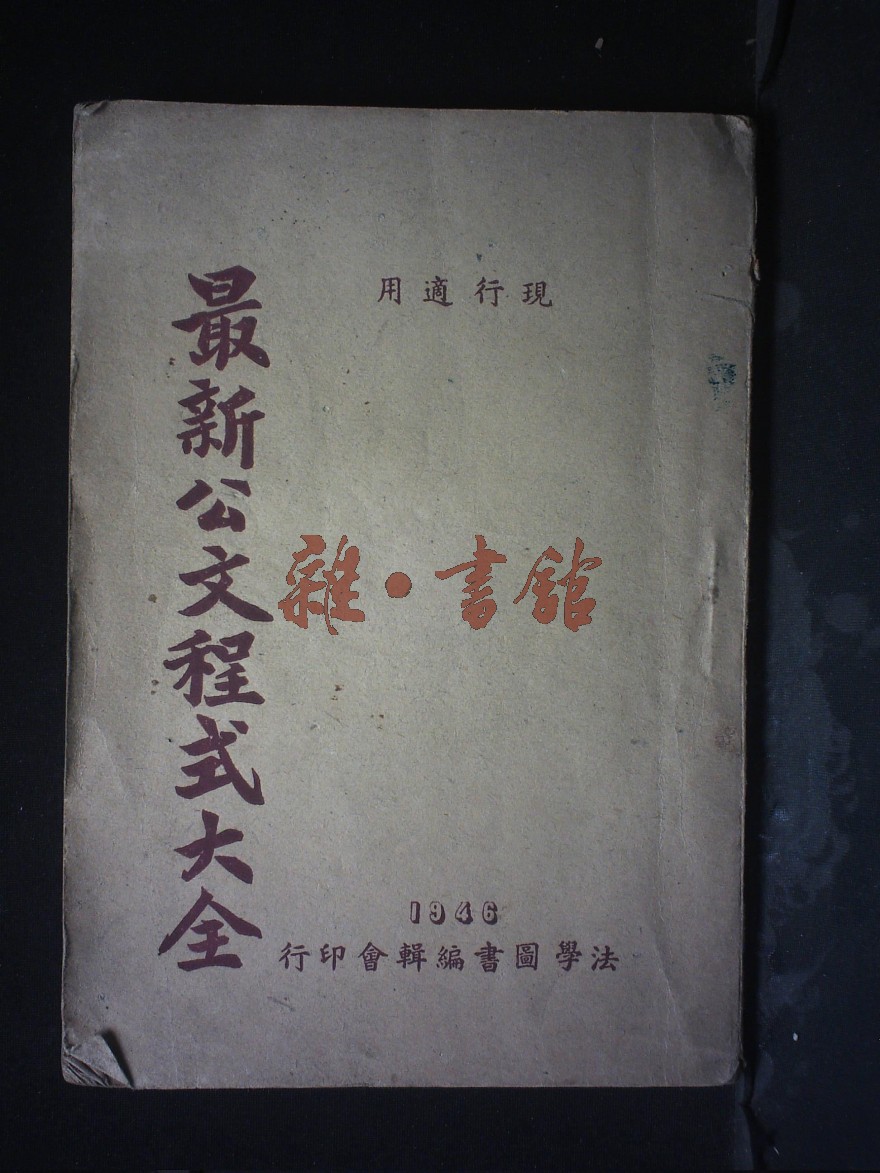 現行適用
最新公文程式大全
雜·書館
1946
法學圖書編輯會印行